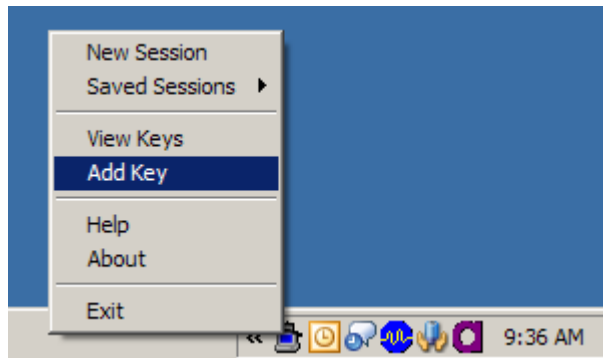 New Session
Saved Sessions
View Keys
Add Key
Help
About
Exit
« 9:36 AM